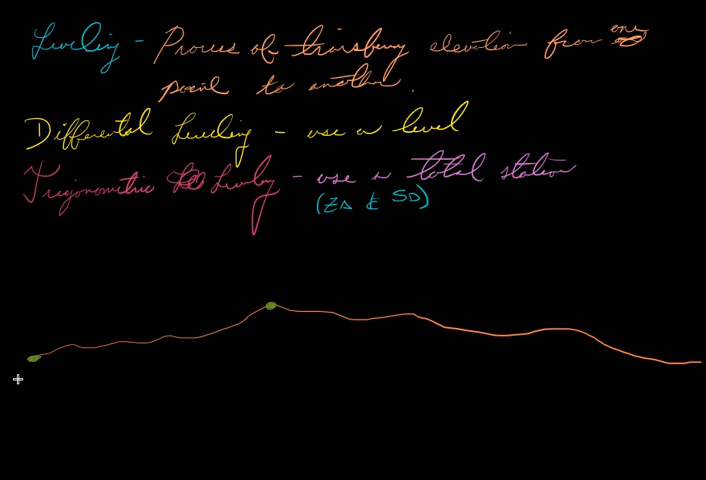 Leveling - Process of transferring elevation from one
point to another.
Differential Leveling - use a level
Trigonometric Leveling - use a total station
(Z∆ & SD)